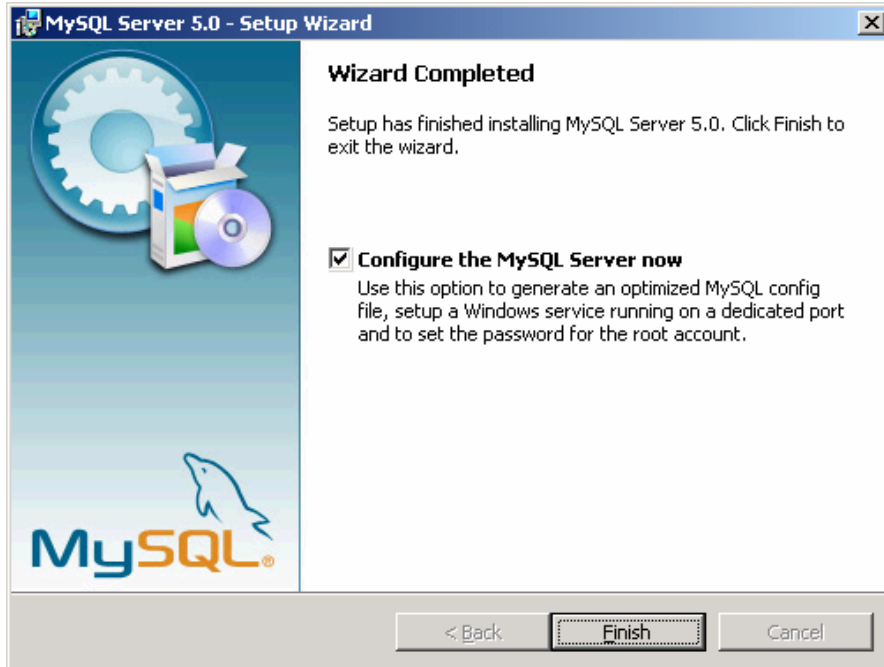 MySQL Server 5.0 - Setup Wizard
Wizard Completed
Setup has finished installing MySQL Server 5.0. Click Finish to
exit the wizard.
Configure the MySQL Server now
Use this option to generate an optimized MySQL config
file, setup a Windows service running on a dedicated port
and to set the password for the root account.
MySQL®
< Back
Finish
Cancel